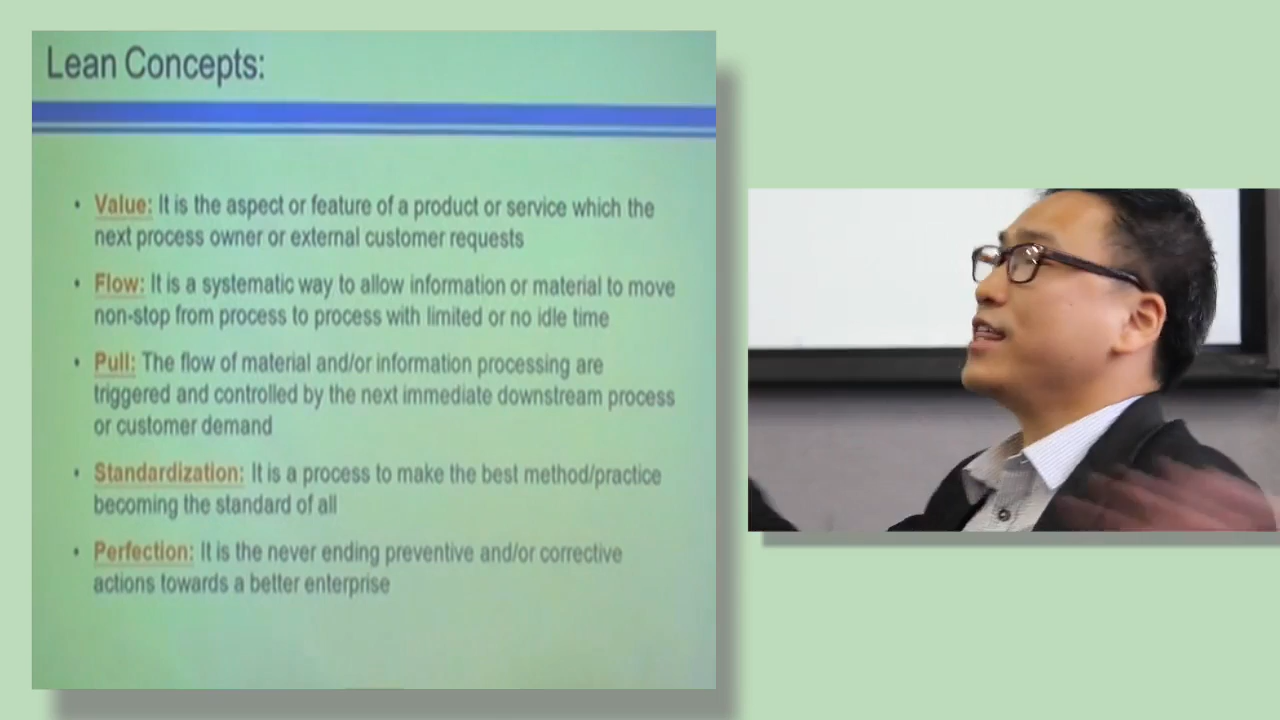 Lean Concepts:
• Value: It is the aspect or feature of a product or service which the
next process owner or external customer requests
• Flow: It is a systematic way to allow information or material to move
non-stop from process to process with limited or no idle time
• Pull: The flow of material and/or information processing are
triggered and controlled by the next immediate downstream process
or customer demand
• Standardization: It is a process to make the best method/practice
becoming the standard of all
• Perfection: It is the never ending preventive and/or corrective
actions towards a better enterprise